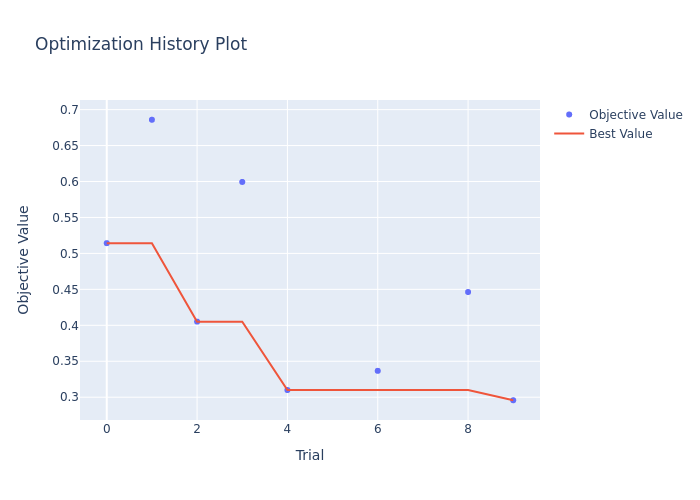 Optimization History Plot
Objective Value
Best Value
0.7
0.65
0.6
0.55
0.5
0.45
0.4
0.35
0.3
Objective Value
0 2 4 6 8
Trial